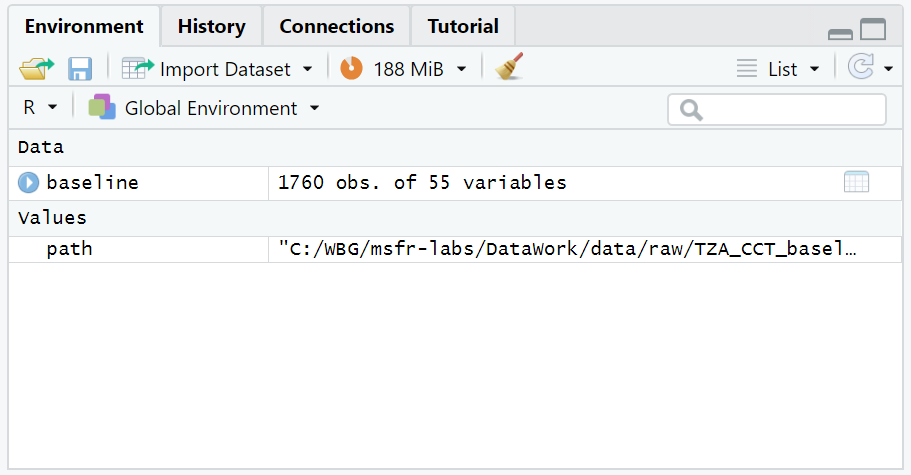 Environment History Connections Tutorial
Import Dataset 188 MiB List
R Global Environment
Data
baseline 1760 obs. of 55 variables
Values
path "C:/WBG/msfr-labs/DataWork/data/raw/TZA_CCT_basel…